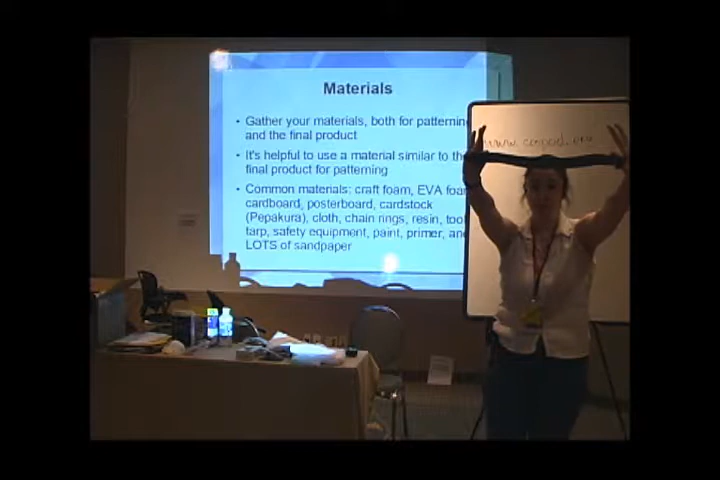 Materials
• Gather your materials, both for patterning
and the final product
• It's helpful to use a material similar to the
final product for patterning
• Common materials: craft foam, EVA foa
cardboard, posterboard, cardstock
(Pepakura), cloth, chain rings, resin, tool
tarp, safety equipment, paint, primer, and
LOTS of sandpaper
www.